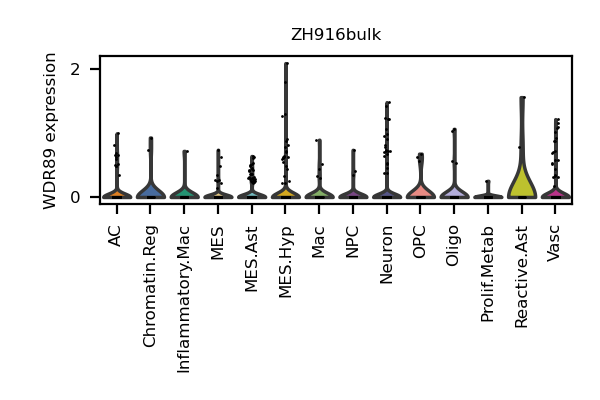 ZH916bulk
WDR89 expression
2
0
AC
Chromatin.Reg
Inflammatory.Mac
MES
MES.Ast
MES.Hyp
Mac
NPC
Neuron
OPC
Oligo
Prolif.Metab
Reactive.Ast
Vasc